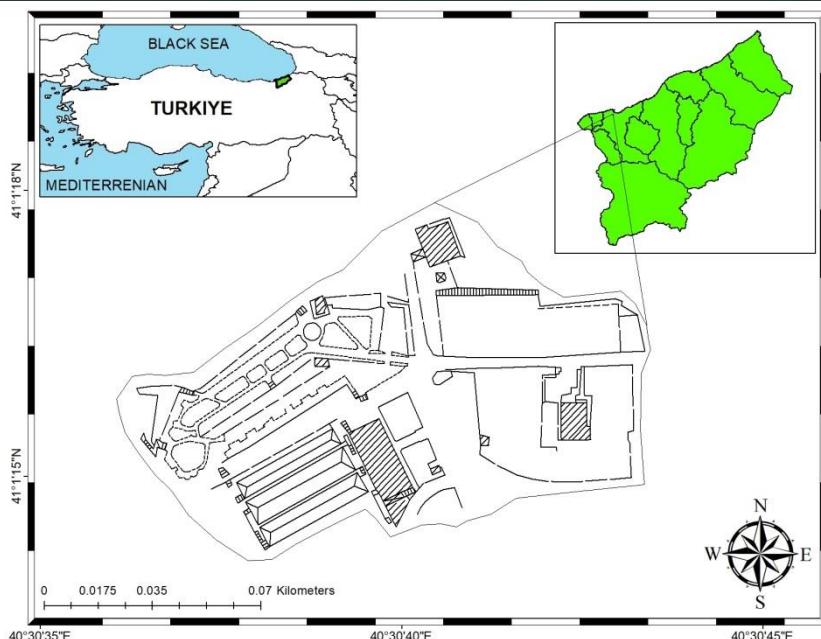 BLACK SEA
TURKIYE
MEDITERRENIAN
41°1'18"N
41°1'15"N
N
W E
S
0 0.0175 0.035 0.07 Kilometers
40°30'35"E 40°30'40"E 40°30'45"E